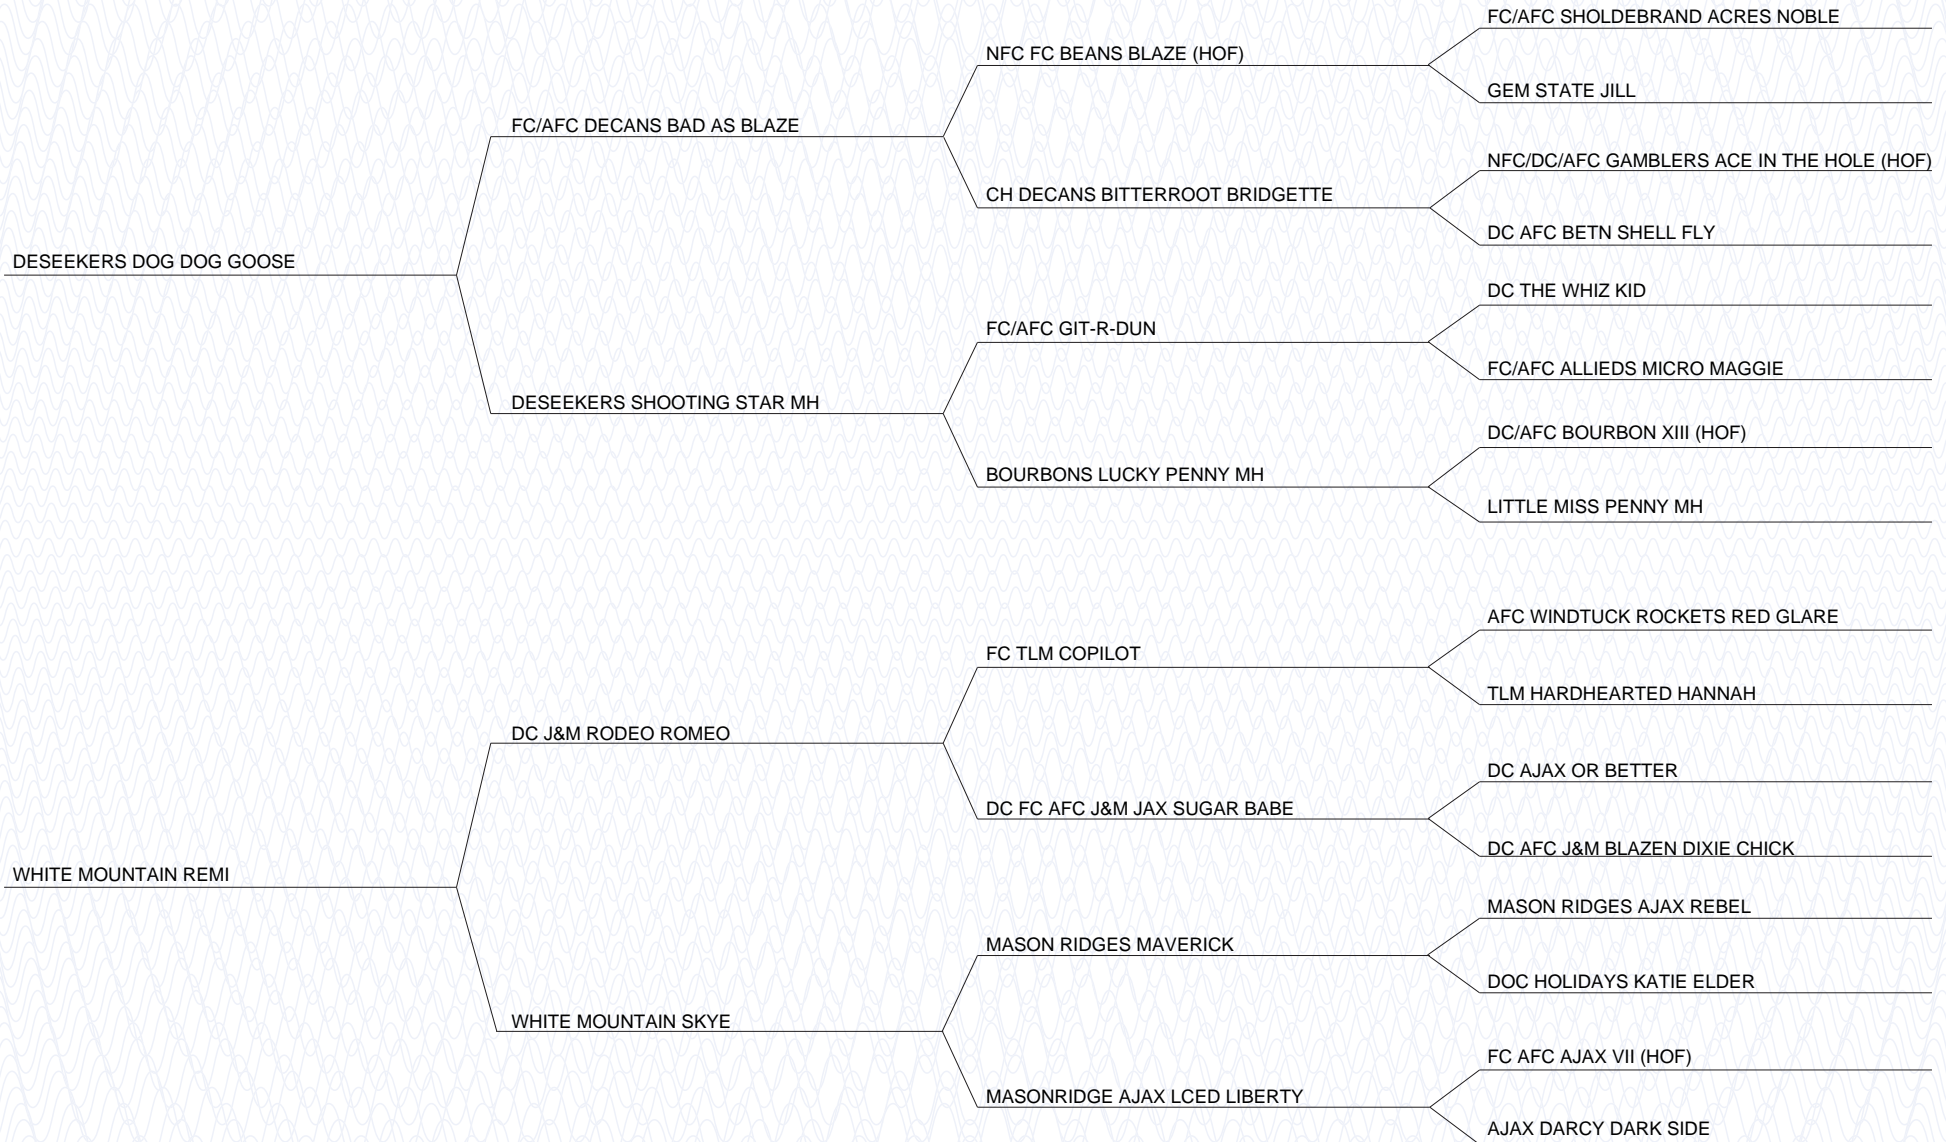 FC/AFC SHOLDEBRAND ACRES NOBLE
NFC FC BEANS BLAZE (HOF)
GEM STATE JILL
FC/AFC DECANS BAD AS BLAZE
NFC/DC/AFC GAMBLERS ACE IN THE HOLE (HOF)
CH DECANS BITTERROOT BRIDGETTE
DC AFC BETN SHELL FLY
DESEEKERS DOG DOG GOOSE
DC THE WHIZ KID
FC/AFC GIT-R-DUN
FC/AFC ALLIEDS MICRO MAGGIE
DESEEKERS SHOOTING STAR MH
DC/AFC BOURBON XIII (HOF)
BOURBONS LUCKY PENNY MH
LITTLE MISS PENNY MH
AFC WINDTUCK ROCKETS RED GLARE
FC TLM COPILOT
TLM HARDHEARTED HANNAH
DC J&M RODEO ROMEO
DC AJAX OR BETTER
DC FC AFC J&M JAX SUGAR BABE
DC AFC J&M BLAZEN DIXIE CHICK
WHITE MOUNTAIN REMI
MASON RIDGES AJAX REBEL
MASON RIDGES MAVERICK
DOC HOLIDAYS KATIE ELDER
WHITE MOUNTAIN SKYE
FC AFC AJAX VII (HOF)
MASONRIDGE AJAX LCED LIBERTY
AJAX DARCY DARK SIDE